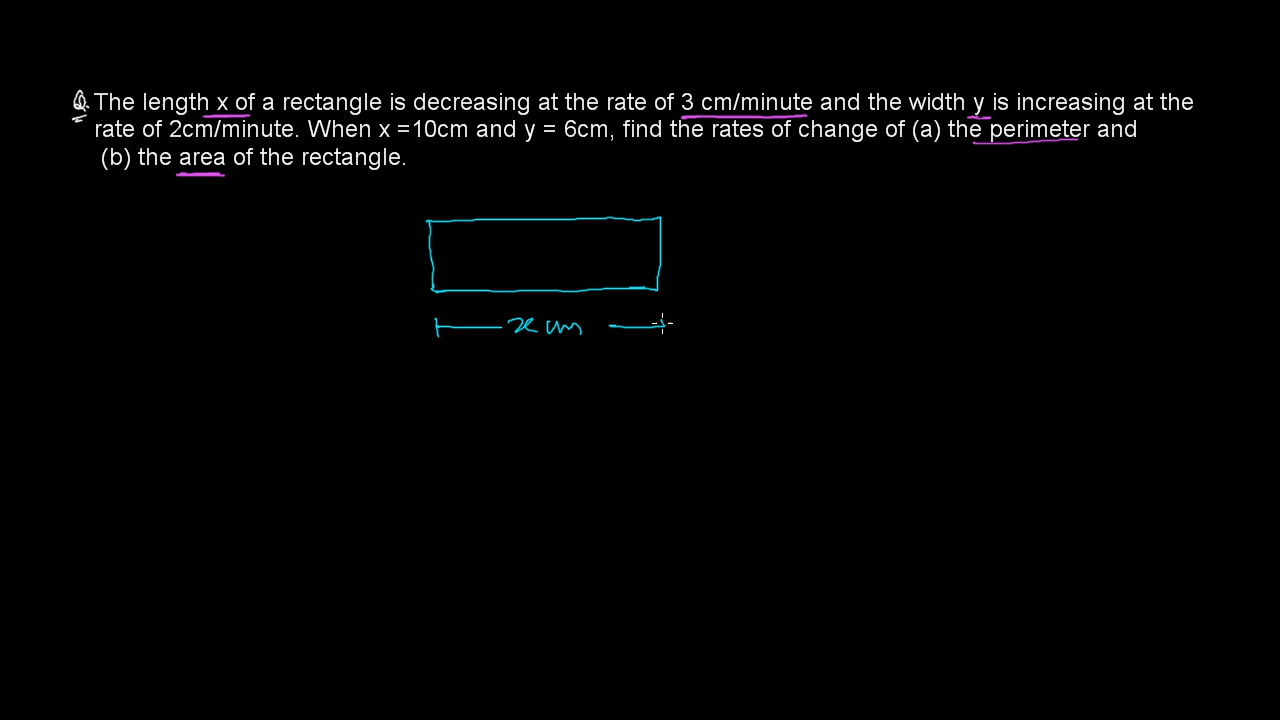 Q. The length x of a rectangle is decreasing at the rate of 3 cm/minute and the width y is increasing at the
rate of 2cm/minute. When x =10cm and y = 6cm, find the rates of change of (a) the perimeter and
(b) the area of the rectangle.
x cm